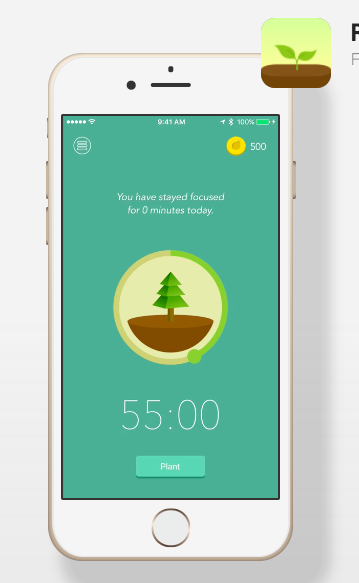 F
F
9:41 AM
100%
500
You have stayed focused
for 0 minutes today.
55:00
Plant